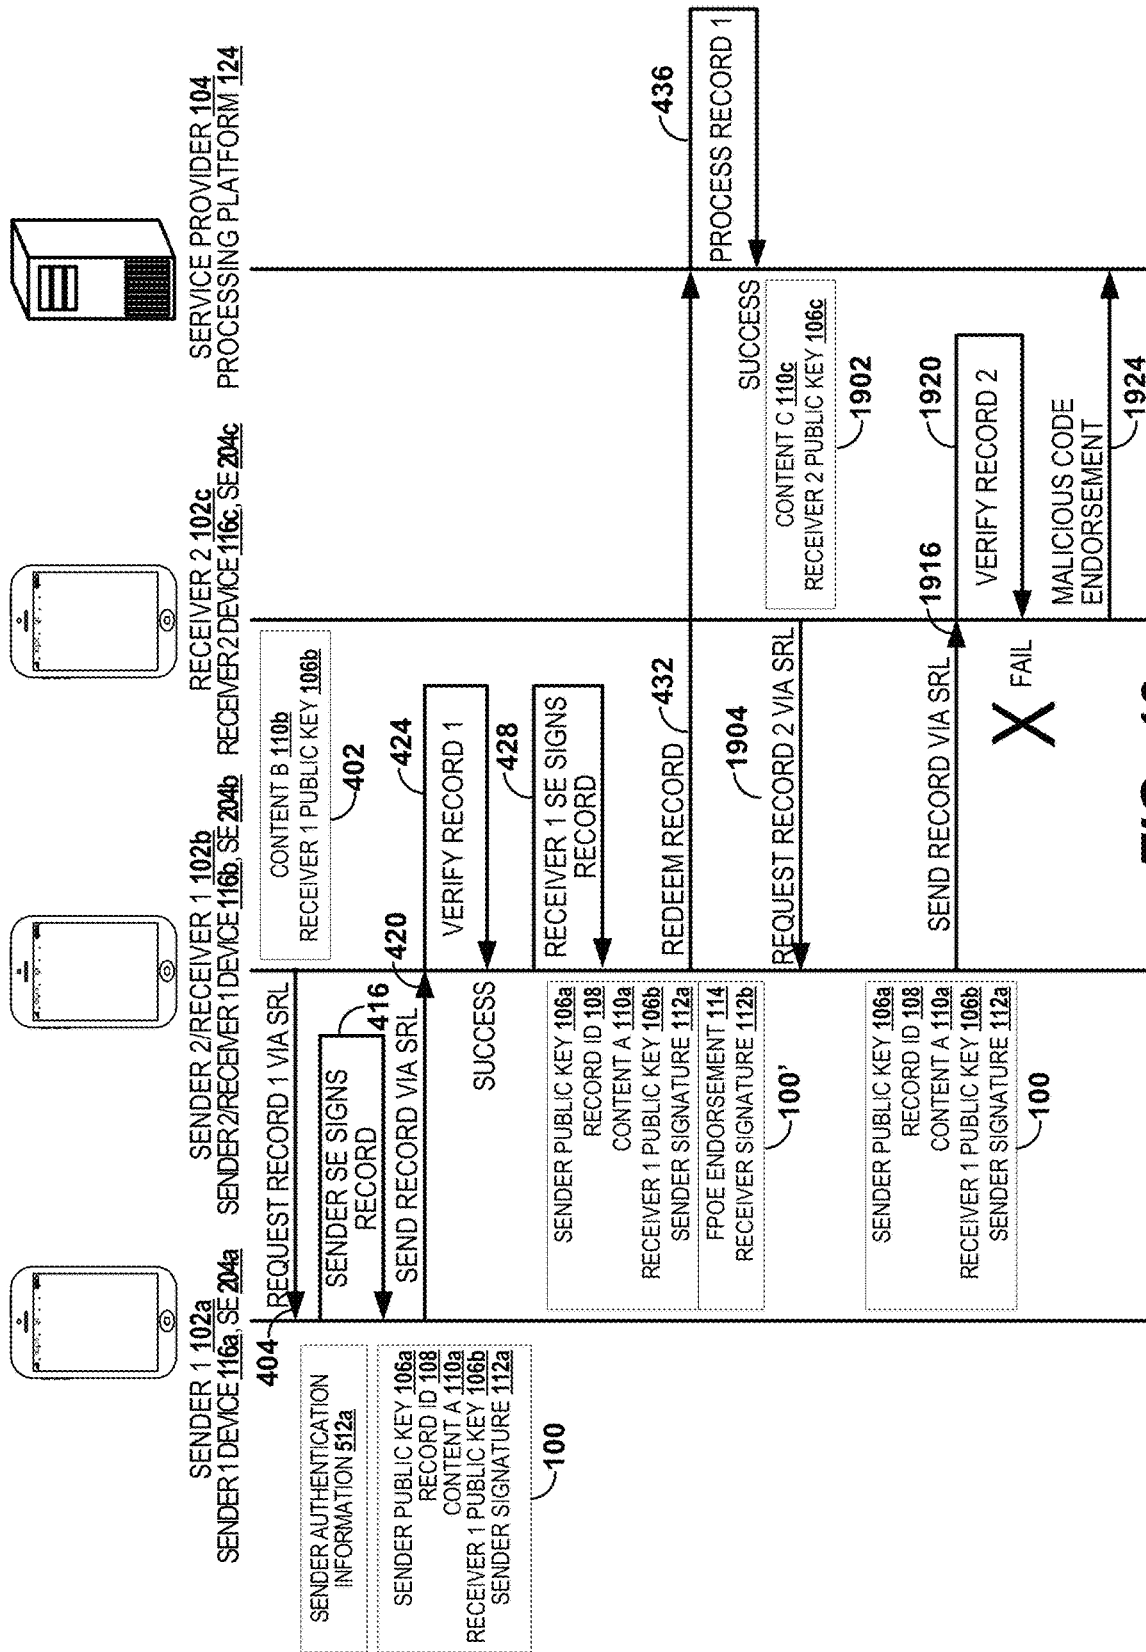 SENDER 1 102a
SENDER 1 DEVICE 116a, SE 204a
SENDER 2/RECEIVER 1 102b
SENDER 2/RECEIVER 1 DEVICE 116b, SE 204b
RECEIVER 2 102c
RECEIVER 2 DEVICE 116c, SE 204c
SERVICE PROVIDER 104
PROCESSING PLATFORM 124
CONTENT B 110b
RECEIVER 1 PUBLIC KEY 106b
402
404
REQUEST RECORD 1 VIA SRL
SENDER AUTHENTICATION
INFORMATION 512a
SENDER SE SIGNS
RECORD
416
SENDER PUBLIC KEY 106a
RECORD ID 108
CONTENT A 110a
RECEIVER 1 PUBLIC KEY 106b
SENDER SIGNATURE 112a
100
SEND RECORD VIA SRL
420
VERIFY RECORD 1
424
SUCCESS
RECEIVER 1 SE SIGNS
RECORD
428
SENDER PUBLIC KEY 106a
RECORD ID 108
CONTENT A 110a
RECEIVER 1 PUBLIC KEY 106b
SENDER SIGNATURE 112a
FPOE ENDORSEMENT 114
RECEIVER SIGNATURE 112b
100'
REDEEM RECORD
432
PROCESS RECORD 1
436
SUCCESS
CONTENT C 110c
RECEIVER 2 PUBLIC KEY 106c
1902
REQUEST RECORD 2 VIA SRL
1904
SENDER PUBLIC KEY 106a
RECORD ID 108
CONTENT A 110a
RECEIVER 1 PUBLIC KEY 106b
SENDER SIGNATURE 112a
100
SEND RECORD VIA SRL
1916
VERIFY RECORD 2
1920
X
FAIL
MALICIOUS CODE
ENDORSEMENT
1924